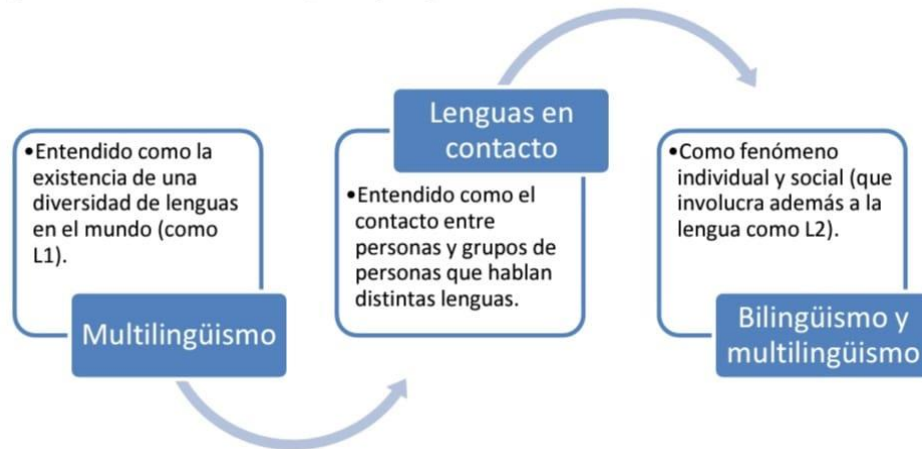 •Entendido como la
existencia de una
diversidad de lenguas
en el mundo (como
L1).
Multilingüismo
Lenguas en
contacto
•Entendido como el
contacto entre
personas y grupos de
personas que hablan
distintas lenguas.
•Como fenómeno
individual y social (que
involucra además a la
lengua como L2).
Bilingüismo y
multilingüismo